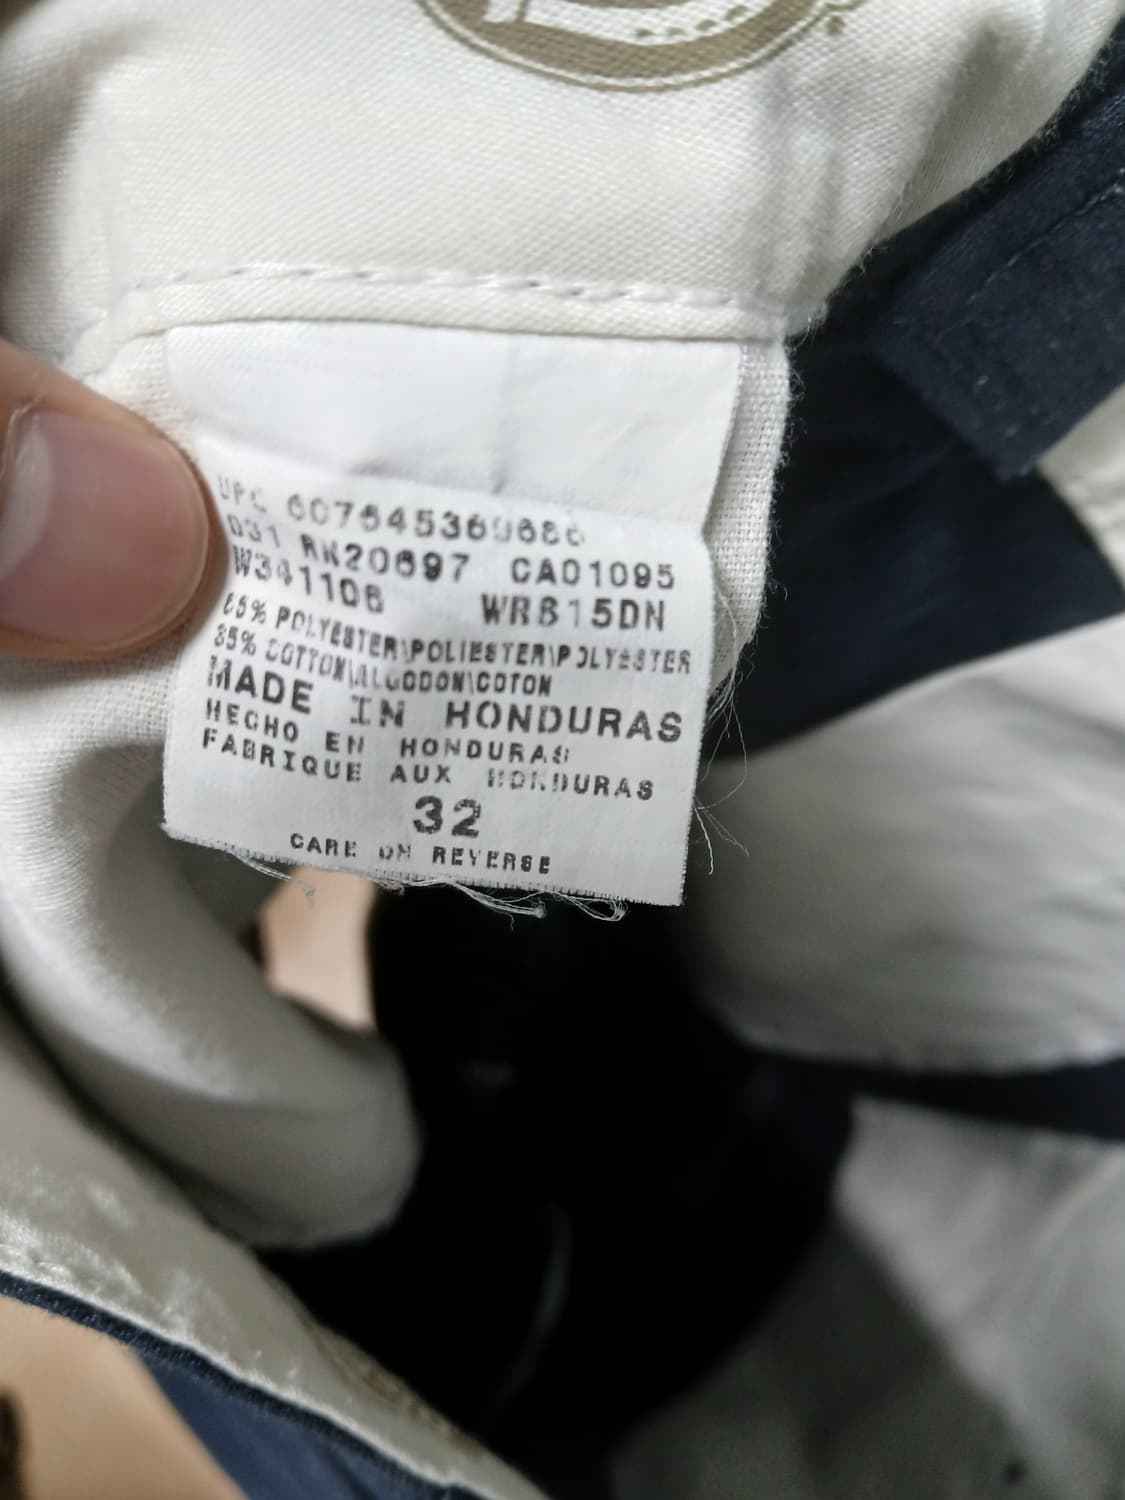 UPC 607645369686
031 RN20697 CA01095
W341106 WRB15DN
65% POLYESTER\POLIESTER\POLYESTER
35% COTTON\ALGODON\COTON
MADE IN HONDURAS
HECHO EN HONDURAS
FABRIQUE AUX HONDURAS
32
CARE ON REVERSE